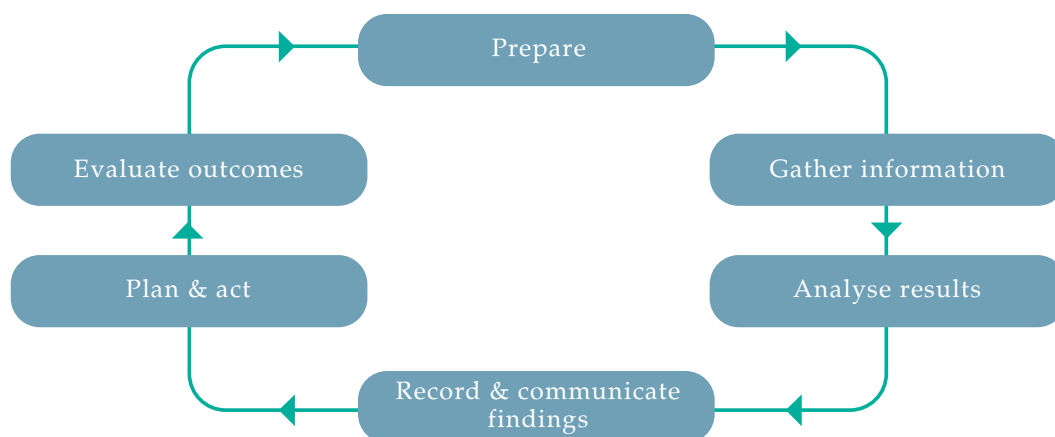 Prepare
Evaluate outcomes
Gather information
Plan & act
Analyse results
Record & communicate
findings